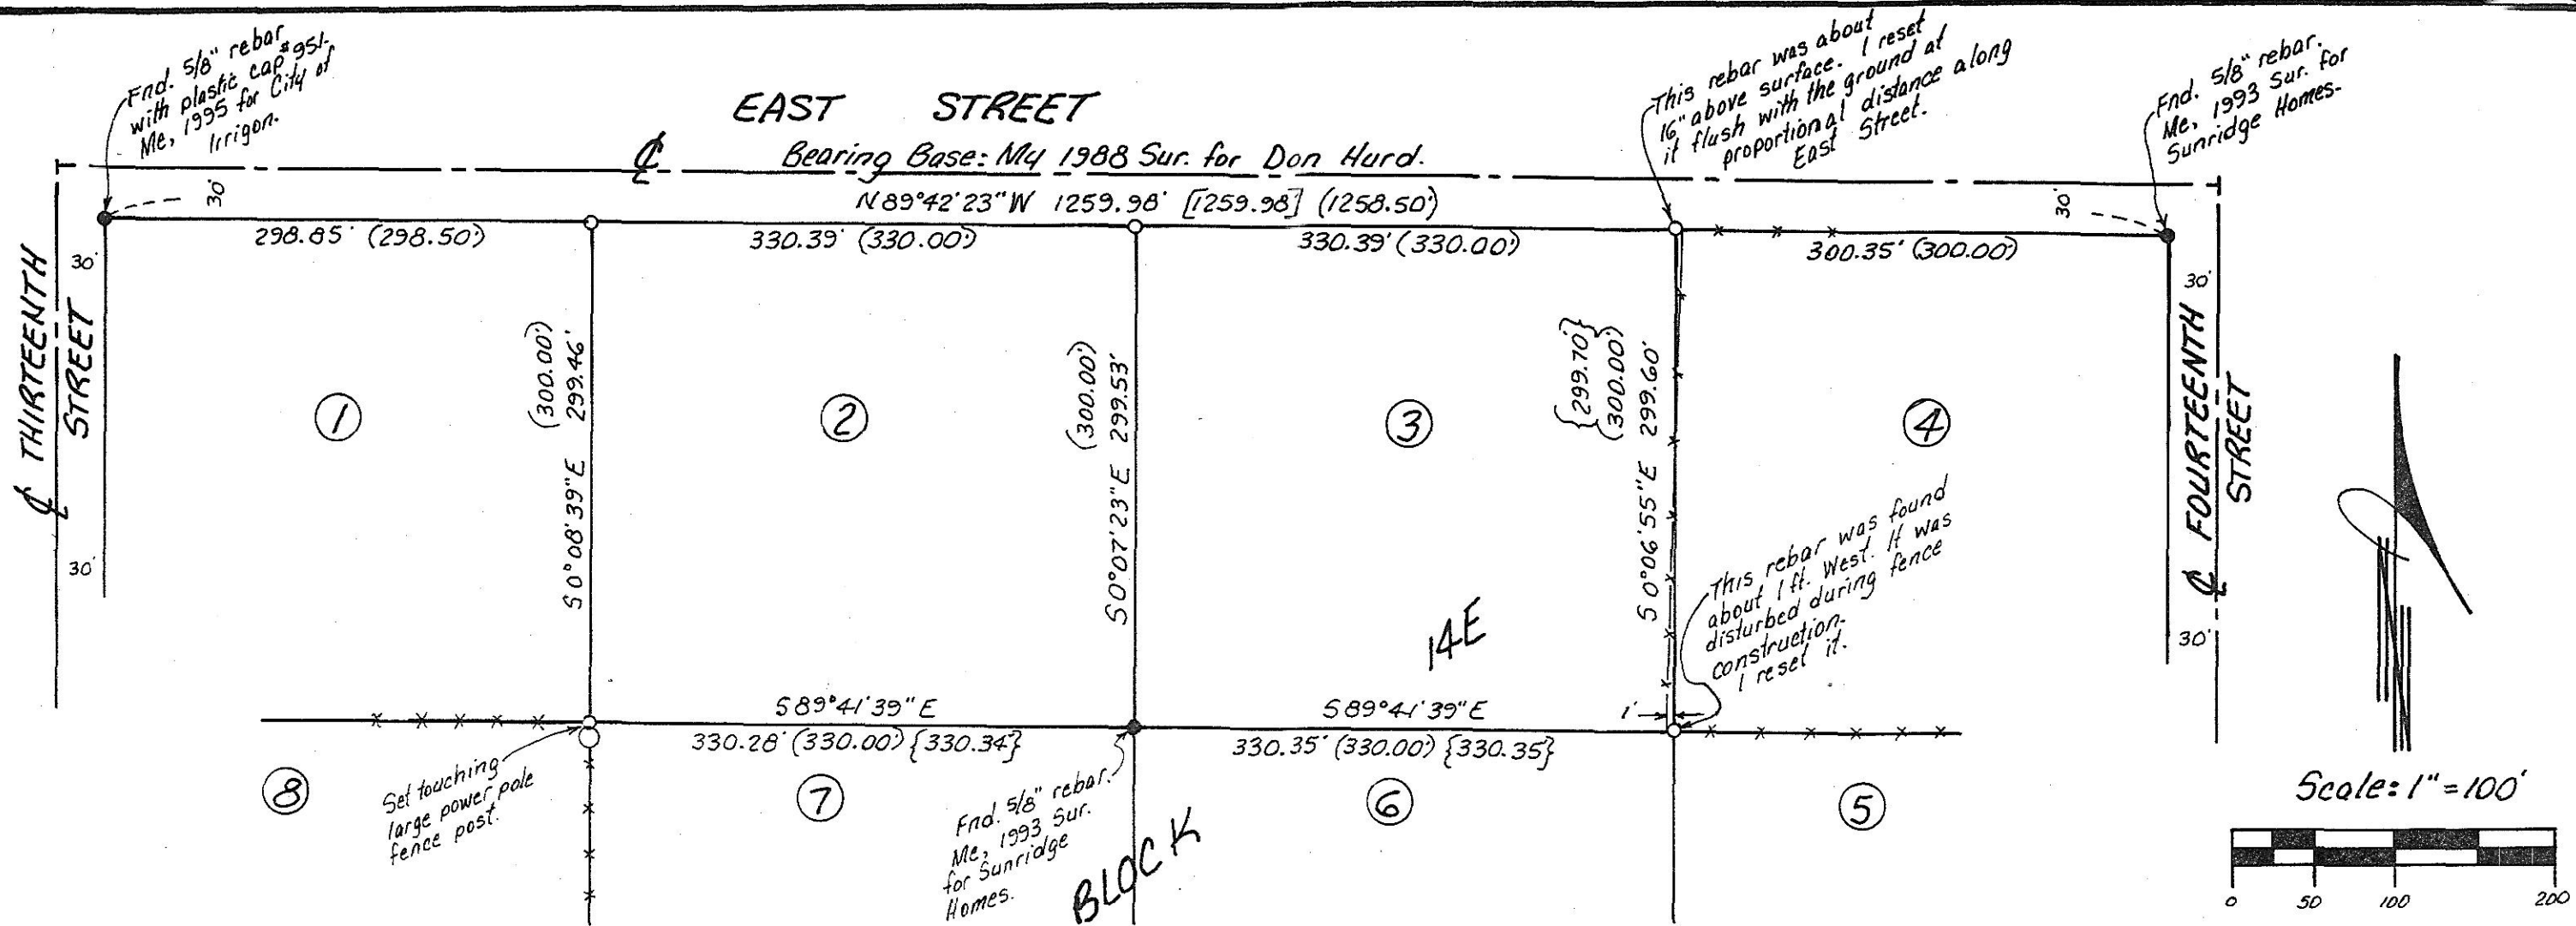 Fnd. 5/8" rebar
with plastic cap #951-
Me, 1995 for City of
Irrigon.
EAST STREET
℄
Bearing Base: My 1988 Sur. for Don Hurd.
This rebar was about
16" above surface. I reset
it flush with the ground at
proportional distance along
East Street.
Fnd. 5/8" rebar.
Me, 1993 Sur. for
Sunridge Homes.
30'
N89°42'23"W 1259.98' [1259.98] (1258.50')
30'
298.85' (298.50')
330.39' (330.00')
330.39' (330.00')
300.35' (300.00')
℄ THIRTEENTH
STREET
30'
30'
℄ FOURTEENTH
STREET
30'
30'
1
2
3
4
(300.00')
S0°08'39"E 299.46'
(300.00')
S0°07'23"E 299.53'
{299.70'}
(300.00')
S0°06'55"E 299.60'
This rebar was found
about 1 ft. West. It was
disturbed during fence
construction.
I reset it.
14E
S89°41'39"E
330.28' (330.00') {330.34'}
S89°41'39"E
330.35' (330.00') {330.35'}
1'
8
7
6
5
Set touching
large power pole
fence post.
Fnd. 5/8" rebar.
Me, 1993 Sur.
for Sunridge
Homes.
BLOCK
N
Scale: 1" = 100'
0 50 100 200